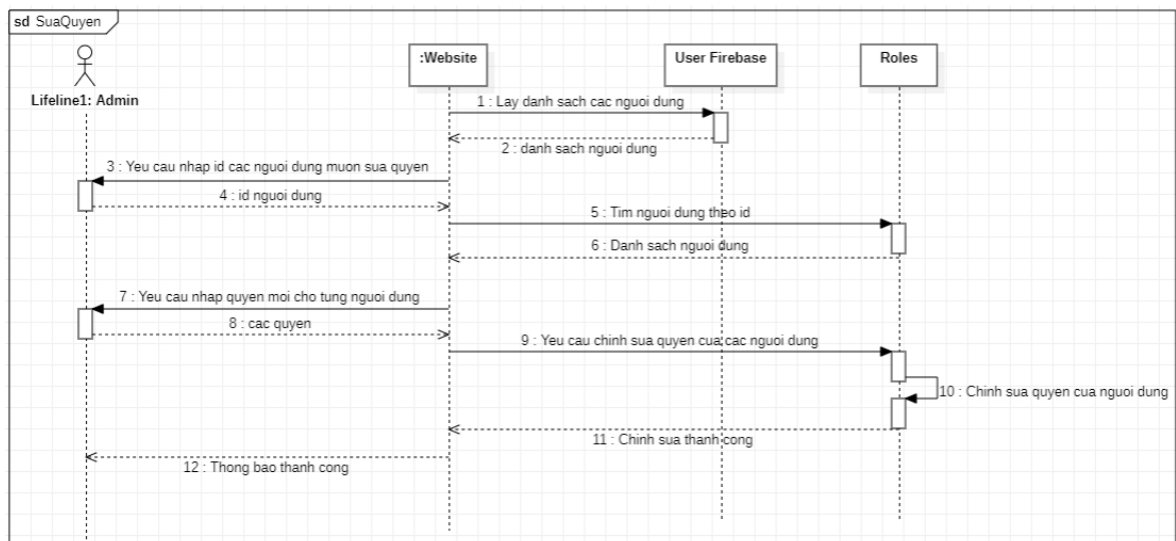 sd SuaQuyen
:Website
User Firebase
Roles
Lifeline1: Admin
1 : Lay danh sach cac nguoi dung
2 : danh sach nguoi dung
3 : Yeu cau nhap id cac nguoi dung muon sua quyen
4 : id nguoi dung
5 : Tim nguoi dung theo id
6 : Danh sach nguoi dung
7 : Yeu cau nhap quyen moi cho tung nguoi dung
8 : cac quyen
9 : Yeu cau chinh sua quyen cua cac nguoi dung
10 : Chinh sua quyen cua nguoi dung
11 : Chinh sua thanh cong
12 : Thong bao thanh cong